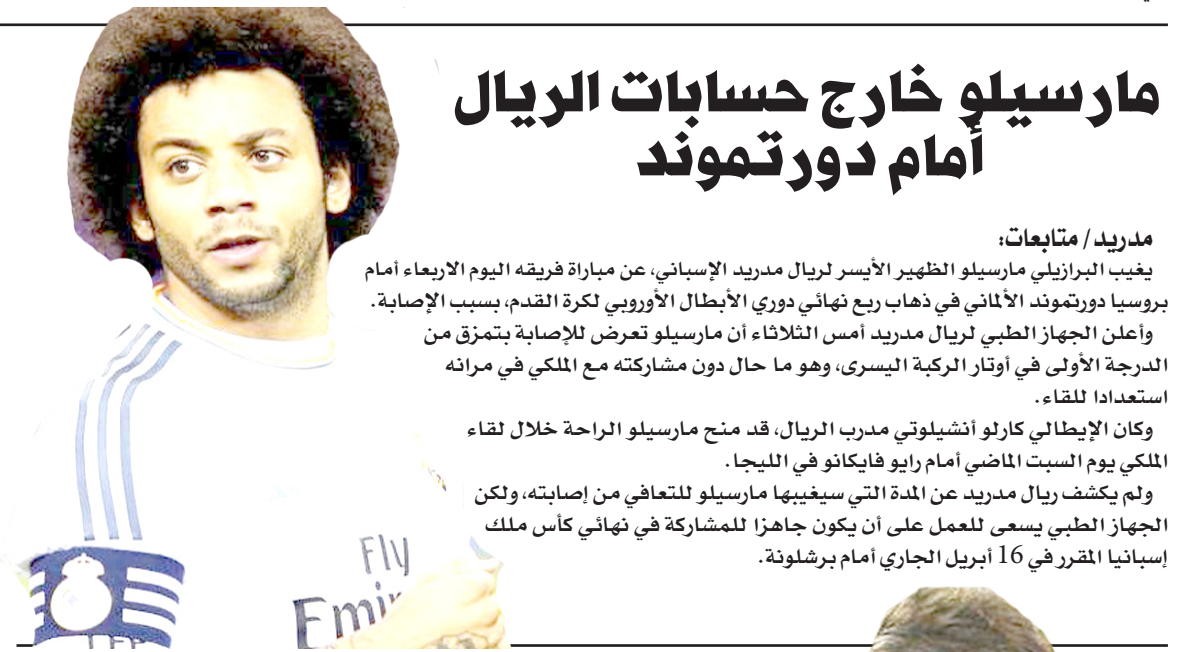 مارسيلو خارج حسابات الريال
أمام دورتموند
مدريد/ متابعات:
يغيب البرازيلي مارسيلو الظهير الأيسر لريال مدريد الإسباني، عن مباراة فريقه اليوم الاربعاء أمام
بروسيا دورتموند الألماني في ذهاب ربع نهائي دوري الأبطال الأوروبي لكرة القدم، بسبب الإصابة.
وأعلن الجهاز الطبي لريال مدريد أمس الثلاثاء أن مارسيلو تعرض للإصابة بتمزق من
الدرجة الأولى في أوتار الركبة اليسرى، وهو ما حال دون مشاركته مع الملكي في مرانه
استعدادا للقاء.
وكان الإيطالي كارلو أنشيلوتي مدرب الريال، قد منح مارسيلو الراحة خلال لقاء
الملكي يوم السبت الماضي أمام رايو فايكانو في الليجا.
ولم يكشف ريال مدريد عن المدة التي سيغيبها مارسيلو للتعافي من إصابته، ولكن
الجهاز الطبي يسعى للعمل على أن يكون جاهزا للمشاركة في نهائي كأس ملك
إسبانيا المقرر في 16 أبريل الجاري أمام برشلونة.
Fly